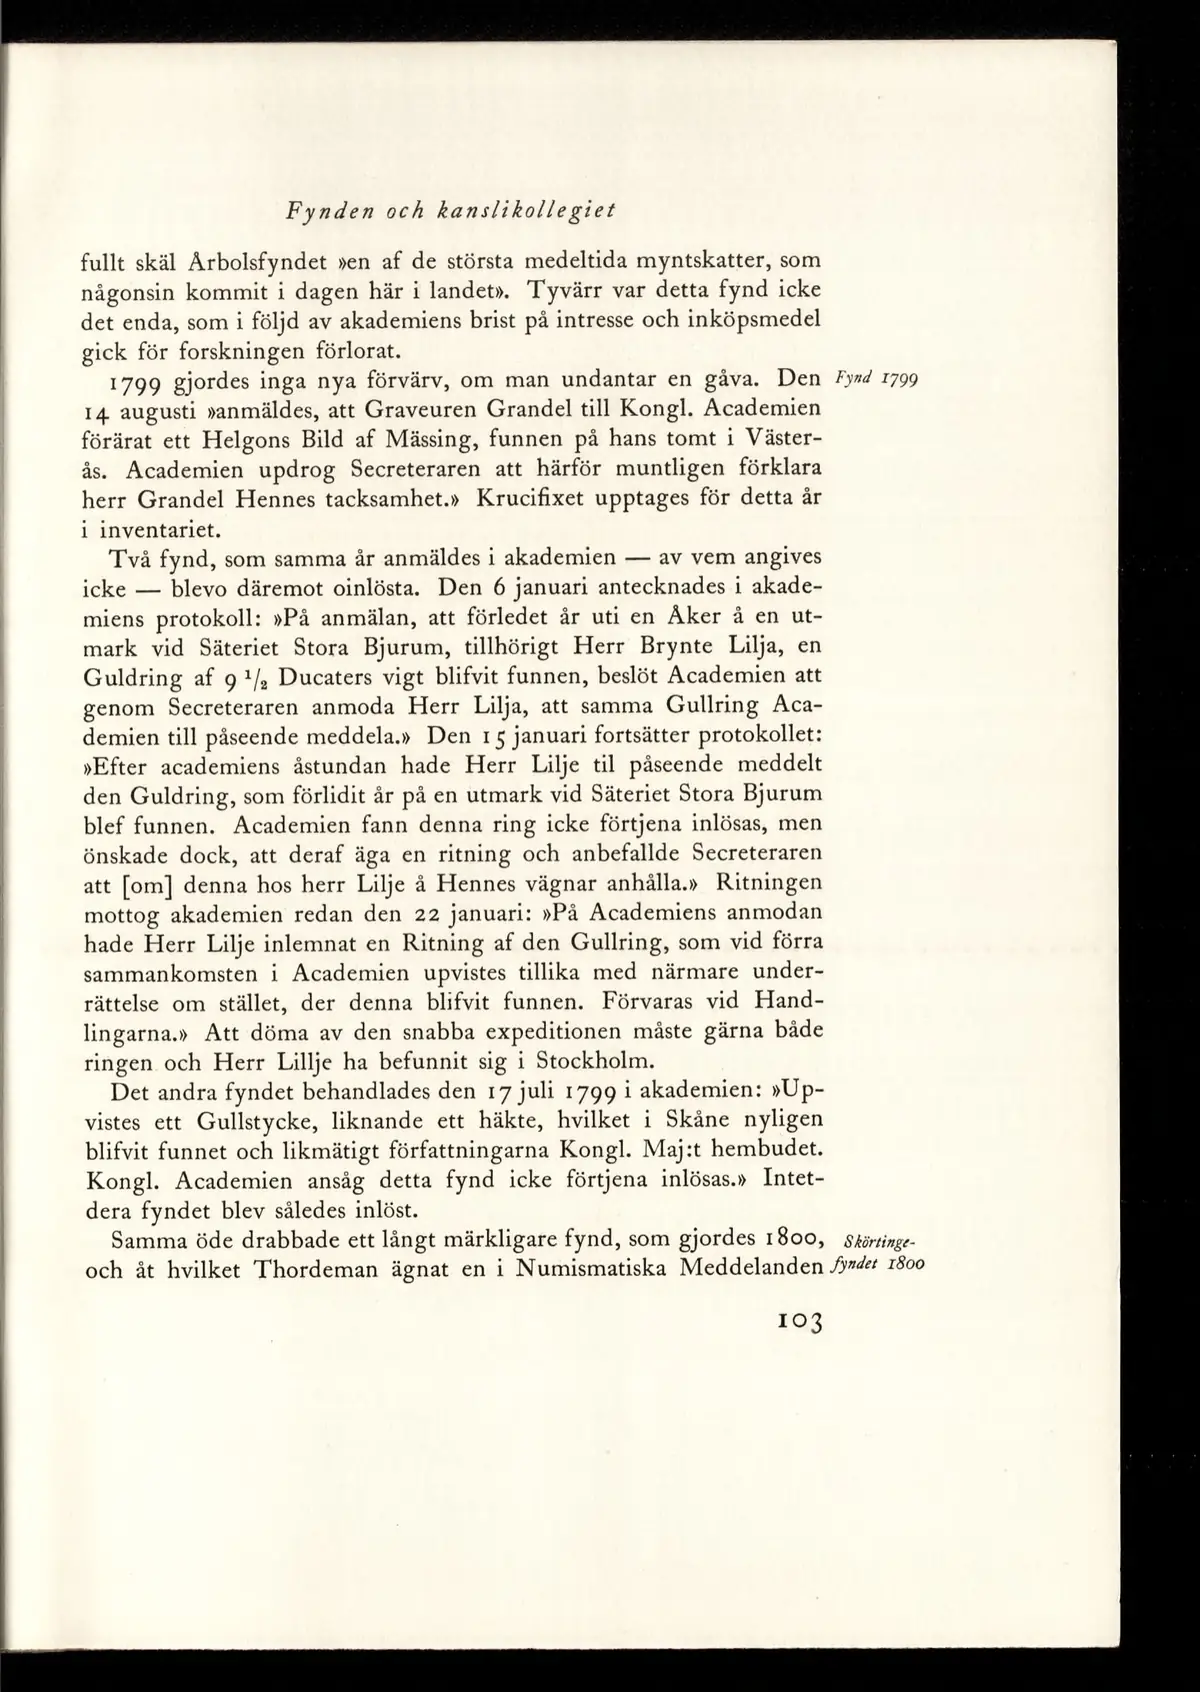 Fynden och kanslikollegiet
fullt skäl Årbolsfyndet »en af de största medeltida myntskatter, som
någonsin kommit i dagen här i landet». Tyvärr var detta fynd icke
det enda, som i följd av akademiens brist på intresse och inköpsmedel
gick för forskningen förlorat.
1799 gjordes inga nya förvärv, om man undantar en gåva. Den Fynd 1799
14 augusti »anmäldes, att Graveuren Grandel till Kongl. Academien
förärat ett Helgons Bild af Mässing, funnen på hans tomt i Väster-
ås. Academien updrog Secreteraren att härför muntligen förklara
herr Grandel Hennes tacksamhet.» Krucifixet upptages för detta år
i inventariet.
Två fynd, som samma år anmäldes i akademien — av vem angives
icke — blevo däremot oinlösta. Den 6 januari antecknades i akade-
miens protokoll: »På anmälan, att förledet år uti en Åker å en ut-
mark vid Säteriet Stora Bjurum, tillhörigt Herr Brynte Lilja, en
Guldring af 9 1/2 Ducaters vigt blifvit funnen, beslöt Academien att
genom Secreteraren anmoda Herr Lilja, att samma Gullring Aca-
demien till påseende meddela.» Den 15 januari fortsätter protokollet:
»Efter academiens åstundan hade Herr Lilje til påseende meddelt
den Guldring, som förlidit år på en utmark vid Säteriet Stora Bjurum
blef funnen. Academien fann denna ring icke förtjena inlösas, men
önskade dock, att deraf äga en ritning och anbefallde Secreteraren
att [om] denna hos herr Lilje å Hennes vägnar anhålla.» Ritningen
mottog akademien redan den 22 januari: »På Academiens anmodan
hade Herr Lilje inlemnat en Ritning af den Gullring, som vid förra
sammankomsten i Academien upvistes tillika med närmare under-
rättelse om stället, der denna blifvit funnen. Förvaras vid Hand-
lingarna.» Att döma av den snabba expeditionen måste gärna både
ringen och Herr Lillje ha befunnit sig i Stockholm.
Det andra fyndet behandlades den 17 juli 1799 i akademien: »Up-
vistes ett Gullstycke, liknande ett häkte, hvilket i Skåne nyligen
blifvit funnet och likmätigt författningarna Kongl. Maj:t hembudet.
Kongl. Academien ansåg detta fynd icke förtjena inlösas.» Intet-
dera fyndet blev således inlöst.
Samma öde drabbade ett långt märkligare fynd, som gjordes 1800, Skörtinge-
och åt hvilket Thordeman ägnat en i Numismatiska Meddelanden fyndet 1800
103